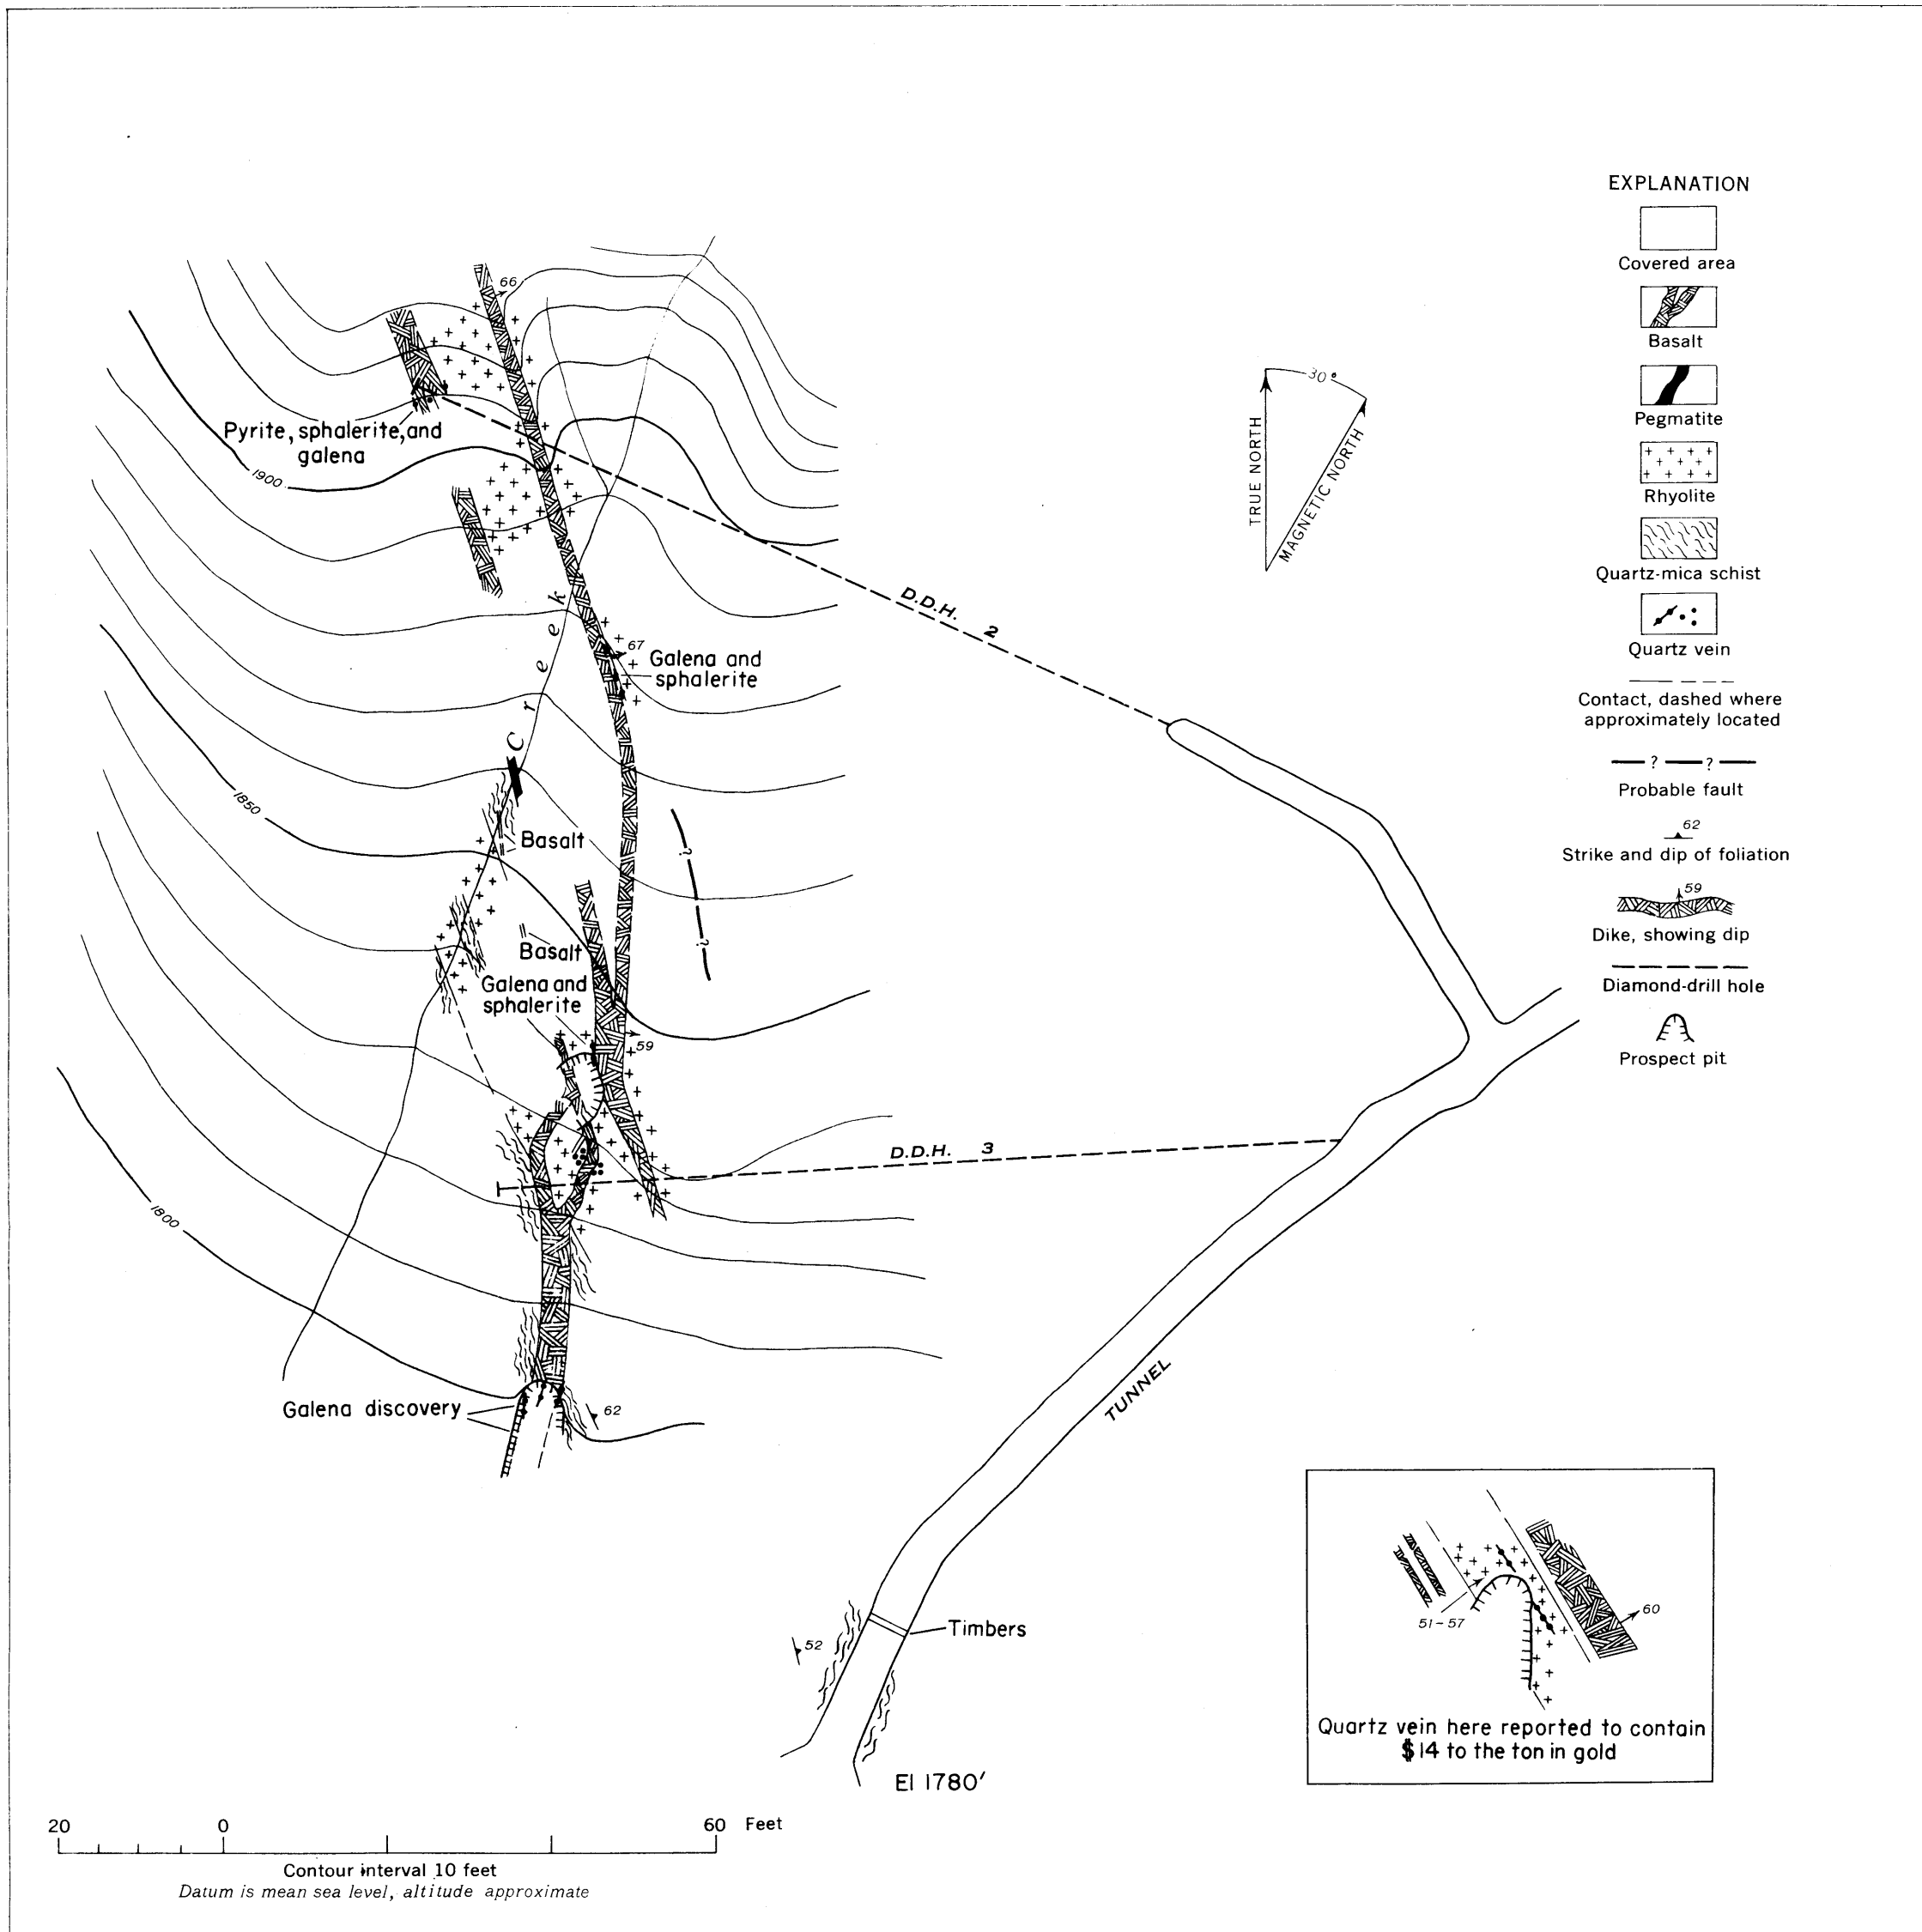 66
Pyrite, sphalerite, and
galena
1900
Creek
67
Galena and
sphalerite
1850
Basalt
?
?
Basalt
Galena and
sphalerite
59
1800
Galena discovery
62
D.D.H. 2
D.D.H. 3
TUNNEL
Timbers
52
El 1780'
30°
TRUE NORTH
MAGNETIC NORTH
EXPLANATION
Covered area
Basalt
Pegmatite
Rhyolite
Quartz-mica schist
Quartz vein
Contact, dashed where
approximately located
? ?
Probable fault
62
Strike and dip of foliation
59
Dike, showing dip
Diamond-drill hole
Prospect pit
51-57
60
Quartz vein here reported to contain
$14 to the ton in gold
20 0 60 Feet
Contour interval 10 feet
Datum is mean sea level, altitude approximate